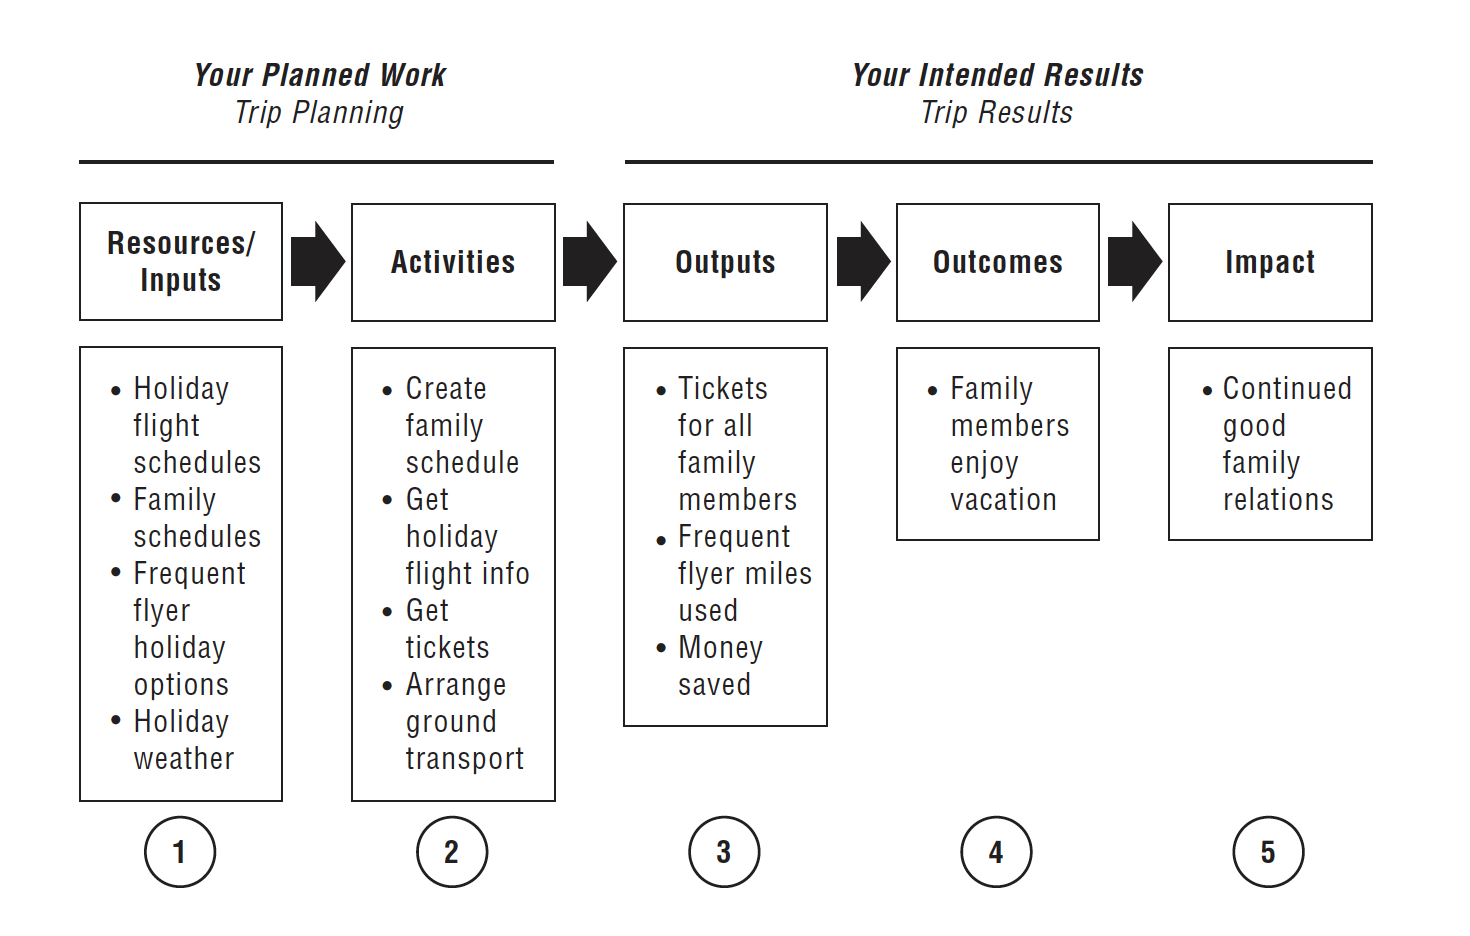 Your Planned Work
Trip Planning
Your Intended Results
Trip Results
Resources/
Inputs
Activities
Outputs
Outcomes
Impact
• Holiday
flight
schedules
• Family
schedules
• Frequent
flyer
holiday
options
• Holiday
weather
• Create
family
schedule
• Get
holiday
flight info
• Get
tickets
• Arrange
ground
transport
• Tickets
for all
family
members
• Frequent
flyer miles
used
• Money
saved
• Family
members
enjoy
vacation
• Continued
good
family
relations
1
2
3
4
5